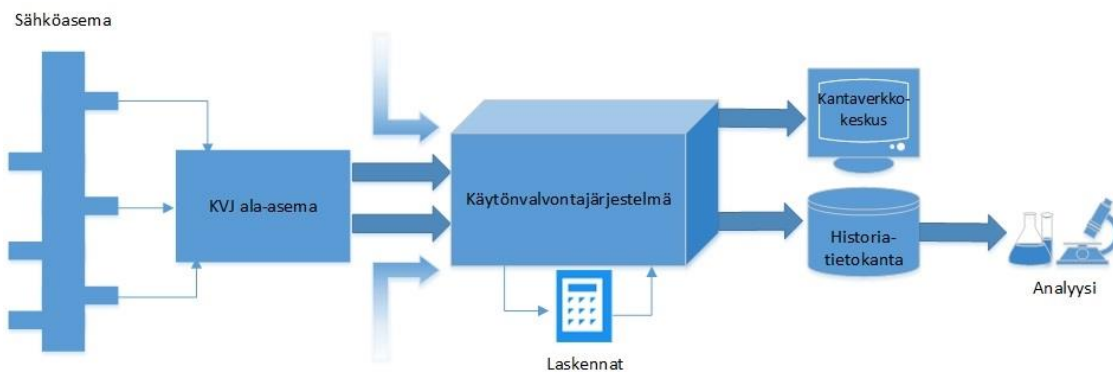 Sähköasema
KVJ ala-asema
Käytönvalvontajärjestelmä
Laskennat
Kantaverkko-
keskus
Historia-
tietokanta
Analyysi